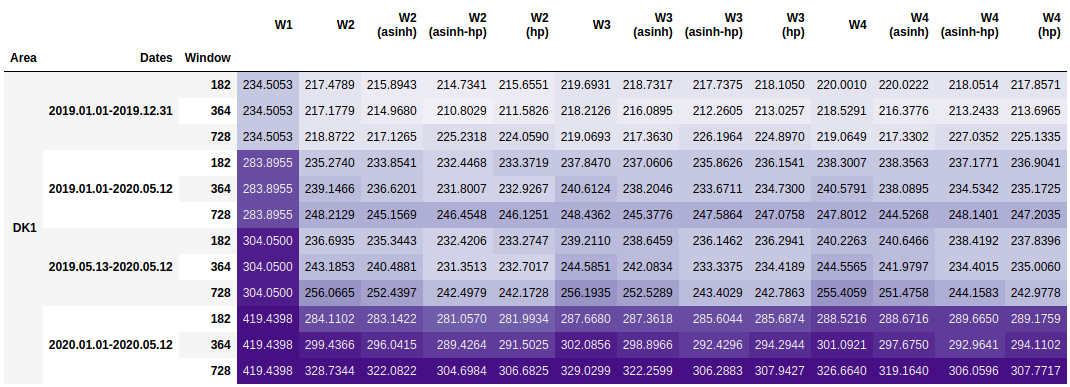 W1 W2 W2 (asinh) W2 (asinh-hp) W2 (hp) W3 W3 (asinh) W3 (asinh-hp) W3 (hp) W4 W4 (asinh) W4 (asinh-hp) W4 (hp)
Area Dates Window
DK1 2019.01.01-2019.12.31 182 234.5053 217.4789 215.8943 214.7341 215.6551 219.6931 218.7317 217.7375 218.1050 220.0010 220.0222 218.0514 217.8571
364 234.5053 217.1779 214.9680 210.8029 211.5826 218.2126 216.0895 212.2605 213.0257 218.5291 216.3776 213.2433 213.6965
728 234.5053 218.8722 217.1265 225.2318 224.0590 219.0693 217.3630 226.1964 224.8970 219.0649 217.3302 227.0352 225.1335
2019.01.01-2020.05.12 182 283.8955 235.2740 233.8541 232.4468 233.3719 237.8470 237.0606 235.8626 236.1541 238.3007 238.3563 237.1771 236.9041
364 283.8955 239.1466 236.6201 231.8007 232.9267 240.6124 238.2046 233.6711 234.7300 240.5791 238.0895 234.5342 235.1725
728 283.8955 248.2129 245.1569 246.4548 246.1251 248.4362 245.3776 247.5864 247.0758 247.8012 244.5268 248.1401 247.2035
2019.05.13-2020.05.12 182 304.0500 236.6935 235.3443 232.4206 233.2747 239.2110 238.6459 236.1462 236.2941 240.2263 240.6466 238.4192 237.8396
364 304.0500 243.1853 240.4881 231.3513 232.7017 244.5851 242.0834 233.3375 234.4189 244.5565 241.9797 234.4015 235.0060
728 304.0500 256.0665 252.4397 242.4979 242.1728 256.1935 252.5289 243.4029 242.7863 255.4059 251.4758 244.1583 242.9778
2020.01.01-2020.05.12 182 419.4398 284.1102 283.1422 281.0570 281.9934 287.6680 287.3618 285.6044 285.6874 288.5216 288.6716 289.6650 289.1759
364 419.4398 299.4366 296.0415 289.4264 291.5025 302.0856 298.8966 292.4296 294.2944 301.0921 297.6750 292.9641 294.1102
728 419.4398 328.7344 322.0822 304.6984 306.6825 329.0299 322.2599 306.2883 307.9427 326.6640 319.1640 306.0596 307.7717